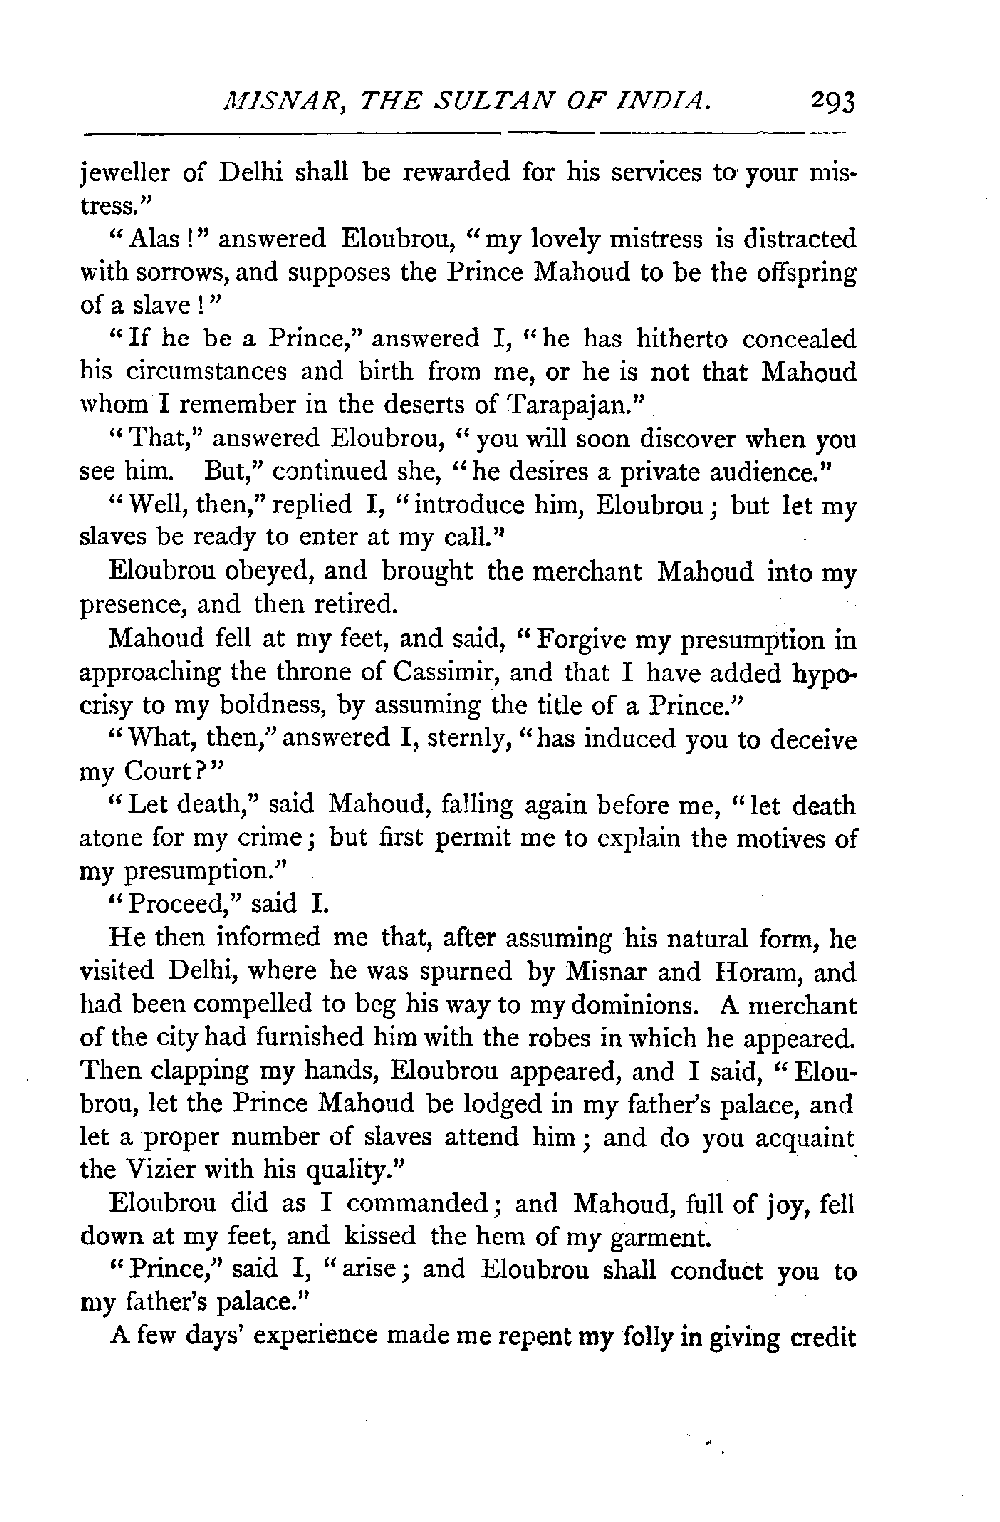 MISNAR, THE SULTAN OF INDIA. 293
jeweller of Delhi shall be rewarded for his services to your mis-
tress."
"Alas!" answered Eloubrou, "my lovely mistress is distracted
with sorrows, and supposes the Prince Mahoud to be the offspring
of a slave!"
"If he be a Prince," answered I, "he has hitherto concealed
his circumstances and birth from me, or he is not that Mahoud
whom I remember in the deserts of Tarapajan."
"That," answered Eloubrou, "you will soon discover when you
see him. But," continued she, "he desires a private audience."
"Well, then," replied I, "introduce him, Eloubrou; but let my
slaves be ready to enter at my call."
Eloubrou obeyed, and brought the merchant Mahoud into my
presence, and then retired.
Mahoud fell at my feet, and said, "Forgive my presumption in
approaching the throne of Cassimir, and that I have added hypo-
crisy to my boldness, by assuming the title of a Prince."
"What, then," answered I, sternly, "has induced you to deceive
my Court?"
"Let death," said Mahoud, falling again before me, "let death
atone for my crime; but first permit me to explain the motives of
my presumption."
"Proceed," said I.
He then informed me that, after assuming his natural form, he
visited Delhi, where he was spurned by Misnar and Horam, and
had been compelled to beg his way to my dominions. A merchant
of the city had furnished him with the robes in which he appeared.
Then clapping my hands, Eloubrou appeared, and I said, "Elou-
brou, let the Prince Mahoud be lodged in my father's palace, and
let a proper number of slaves attend him; and do you acquaint
the Vizier with his quality."
Eloubrou did as I commanded; and Mahoud, full of joy, fell
down at my feet, and kissed the hem of my garment.
"Prince," said I, "arise; and Eloubrou shall conduct you to
my father's palace."
A few days' experience made me repent my folly in giving credit